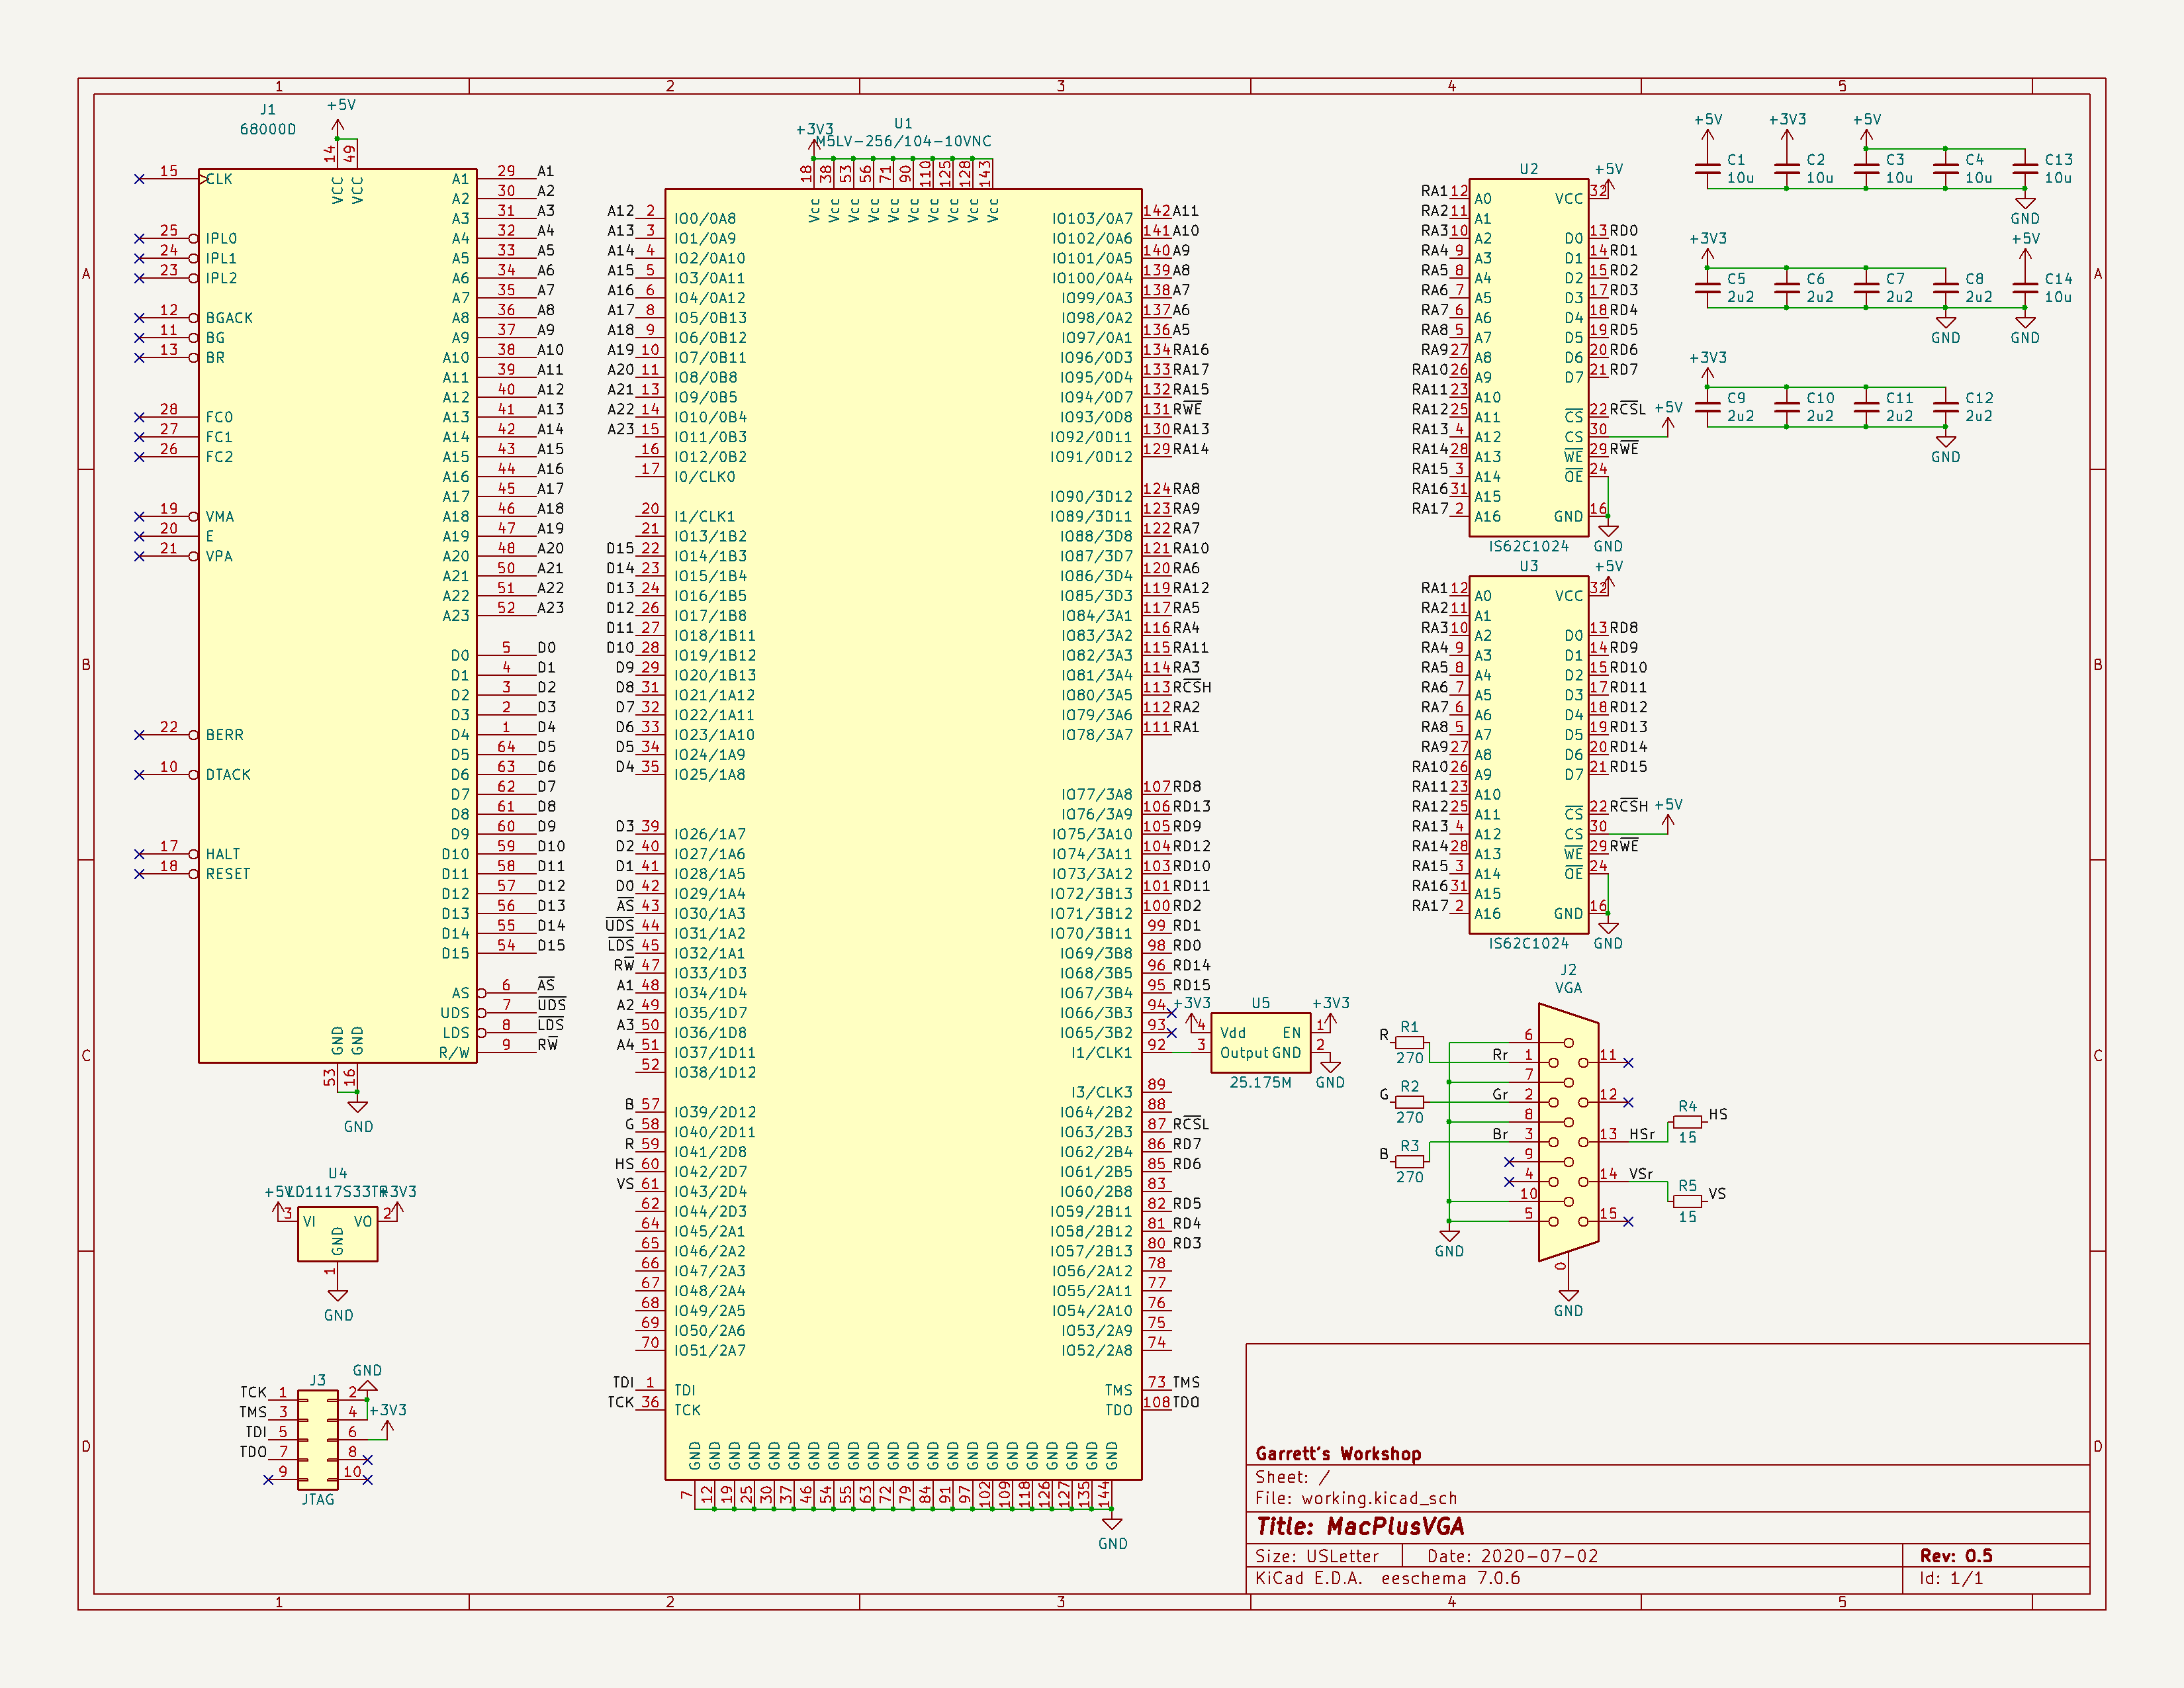 1 2 3 4 5
A B C D
J1
68000D
+5V
14 49
VCC VCC
15 CLK
25 IPL0
24 IPL1
23 IPL2
12 BGACK
11 BG
13 BR
28 FC0
27 FC1
26 FC2
19 VMA
20 E
21 VPA
22 BERR
10 DTACK
17 HALT
18 RESET
A1 29 A1
A2 30 A2
A3 31 A3
A4 32 A4
A5 33 A5
A6 34 A6
A7 35 A7
A8 36 A8
A9 37 A9
A10 38 A10
A11 39 A11
A12 40 A12
A13 41 A13
A14 42 A14
A15 43 A15
A16 44 A16
A17 45 A17
A18 46 A18
A19 47 A19
A20 48 A20
A21 50 A21
A22 51 A22
A23 52 A23
D0 5 D0
D1 4 D1
D2 3 D2
D3 2 D3
D4 1 D4
D5 64 D5
D6 63 D6
D7 62 D7
D8 61 D8
D9 60 D9
D10 59 D10
D11 58 D11
D12 57 D12
D13 56 D13
D14 55 D14
D15 54 D15
AS 6 AS
UDS 7 UDS
LDS 8 LDS
R/W 9 RW
GND GND
53 16
GND
U4
+5V LD1117S33TR +3V3
3 VI VO 2
GND
1
GND
GND
J3
TCK 1 2
TMS 3 4 +3V3
TDI 5 6
TDO 7 8
9 10
JTAG
U1
+3V3
M5LV-256/104-10VNC
18 38 53 56 71 90 110 125 128 143
Vcc Vcc Vcc Vcc Vcc Vcc Vcc Vcc Vcc Vcc
A12 2 IO0/0A8
A13 3 IO1/0A9
A14 4 IO2/0A10
A15 5 IO3/0A11
A16 6 IO4/0A12
A17 8 IO5/0B13
A18 9 IO6/0B12
A19 10 IO7/0B11
A20 11 IO8/0B8
A21 13 IO9/0B5
A22 14 IO10/0B4
A23 15 IO11/0B3
16 IO12/0B2
17 I0/CLK0
20 I1/CLK1
21 IO13/1B2
D15 22 IO14/1B3
D14 23 IO15/1B4
D13 24 IO16/1B5
D12 26 IO17/1B8
D11 27 IO18/1B11
D10 28 IO19/1B12
D9 29 IO20/1B13
D8 31 IO21/1A12
D7 32 IO22/1A11
D6 33 IO23/1A10
D5 34 IO24/1A9
D4 35 IO25/1A8
D3 39 IO26/1A7
D2 40 IO27/1A6
D1 41 IO28/1A5
D0 42 IO29/1A4
AS 43 IO30/1A3
UDS 44 IO31/1A2
LDS 45 IO32/1A1
RW 47 IO33/1D3
A1 48 IO34/1D4
A2 49 IO35/1D7
A3 50 IO36/1D8
A4 51 IO37/1D11
52 IO38/1D12
B 57 IO39/2D12
G 58 IO40/2D11
R 59 IO41/2D8
HS 60 IO42/2D7
VS 61 IO43/2D4
62 IO44/2D3
64 IO45/2A1
65 IO46/2A2
66 IO47/2A3
67 IO48/2A4
68 IO49/2A5
69 IO50/2A6
70 IO51/2A7
TDI 1 TDI
TCK 36 TCK
IO103/0A7 142 A11
IO102/0A6 141 A10
IO101/0A5 140 A9
IO100/0A4 139 A8
IO99/0A3 138 A7
IO98/0A2 137 A6
IO97/0A1 136 A5
IO96/0D3 134 RA16
IO95/0D4 133 RA17
IO94/0D7 132 RA15
IO93/0D8 131 RWE
IO92/0D11 130 RA13
IO91/0D12 129 RA14
IO90/3D12 124 RA8
IO89/3D11 123 RA9
IO88/3D8 122 RA7
IO87/3D7 121 RA10
IO86/3D4 120 RA6
IO85/3D3 119 RA12
IO84/3A1 117 RA5
IO83/3A2 116 RA4
IO82/3A3 115 RA11
IO81/3A4 114 RA3
IO80/3A5 113 RCSH
IO79/3A6 112 RA2
IO78/3A7 111 RA1
IO77/3A8 107 RD8
IO76/3A9 106 RD13
IO75/3A10 105 RD9
IO74/3A11 104 RD12
IO73/3A12 103 RD10
IO72/3B13 101 RD11
IO71/3B12 100 RD2
IO70/3B11 99 RD1
IO69/3B8 98 RD0
IO68/3B5 96 RD14
IO67/3B4 95 RD15
IO66/3B3 94
IO65/3B2 93
I1/CLK1 92
I3/CLK3 89
IO64/2B2 88
IO63/2B3 87 RCSL
IO62/2B4 86 RD7
IO61/2B5 85 RD6
IO60/2B8 83
IO59/2B11 82 RD5
IO58/2B12 81 RD4
IO57/2B13 80 RD3
IO56/2A12 78
IO55/2A11 77
IO54/2A10 76
IO53/2A9 75
IO52/2A8 74
TMS 73 TMS
TDO 108 TDO
GND GND GND GND GND GND GND GND GND GND GND GND GND GND GND GND GND GND GND GND GND GND
7 12 19 25 30 37 46 54 55 63 72 79 84 91 97 102 109 118 126 127 135 144
GND
+3V3 U5 +3V3
4 Vdd EN 1
3 Output GND 2
25.175M GND
U2 +5V
RA1 12 A0 VCC 32
RA2 11 A1
RA3 10 A2 D0 13 RD0
RA4 9 A3 D1 14 RD1
RA5 8 A4 D2 15 RD2
RA6 7 A5 D3 17 RD3
RA7 6 A6 D4 18 RD4
RA8 5 A7 D5 19 RD5
RA9 27 A8 D6 20 RD6
RA10 26 A9 D7 21 RD7
RA11 23 A10
RA12 25 A11 CS 22 RCSL +5V
RA13 4 A12 CS 30
RA14 28 A13 WE 29 RWE
RA15 3 A14 OE 24
RA16 31 A15
RA17 2 A16 GND 16
IS62C1024 GND
U3 +5V
RA1 12 A0 VCC 32
RA2 11 A1
RA3 10 A2 D0 13 RD8
RA4 9 A3 D1 14 RD9
RA5 8 A4 D2 15 RD10
RA6 7 A5 D3 17 RD11
RA7 6 A6 D4 18 RD12
RA8 5 A7 D5 19 RD13
RA9 27 A8 D6 20 RD14
RA10 26 A9 D7 21 RD15
RA11 23 A10
RA12 25 A11 CS 22 RCSH +5V
RA13 4 A12 CS 30
RA14 28 A13 WE 29 RWE
RA15 3 A14 OE 24
RA16 31 A15
RA17 2 A16 GND 16
IS62C1024 GND
J2
VGA
R R1 270 Rr
G R2 270 Gr
B R3 270 Br
6 1 7 2 8 3 9 4 10 5
11 12 13 14 15
HSr R4 15 HS
VSr R5 15 VS
GND
0
GND
+5V +3V3 +5V
C1 C2 C3 C4 C13
10u 10u 10u 10u 10u
GND
+3V3 +5V
C5 C6 C7 C8 C14
2u2 2u2 2u2 2u2 10u
GND GND
+3V3
C9 C10 C11 C12
2u2 2u2 2u2 2u2
GND
Garrett's Workshop
Sheet: /
File: working.kicad_sch
Title: MacPlusVGA
Size: USLetter Date: 2020-07-02 Rev: 0.5
KiCad E.D.A. eeschema 7.0.6 Id: 1/1
A B C D
1 2 3 4 5